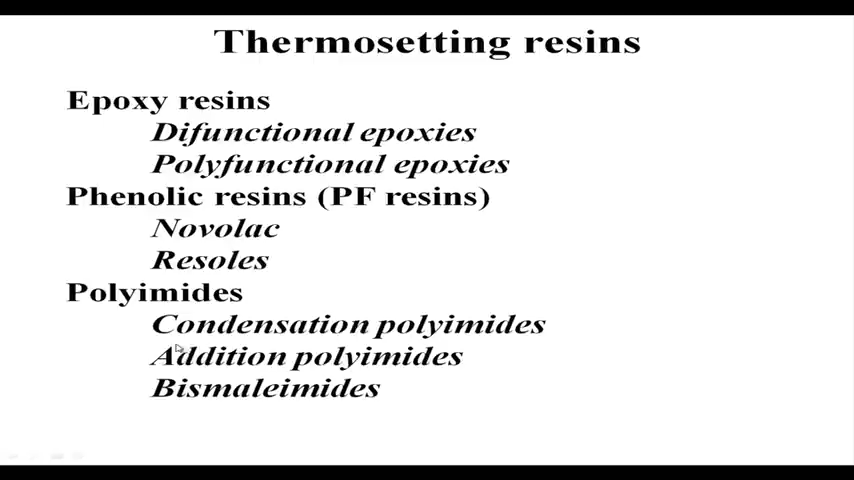 Thermosetting resins
Epoxy resins
Difunctional epoxies
Polyfunctional epoxies
Phenolic resins (PF resins)
Novolac
Resoles
Polyimides
Condensation polyimides
Addition polyimides
Bismaleimides